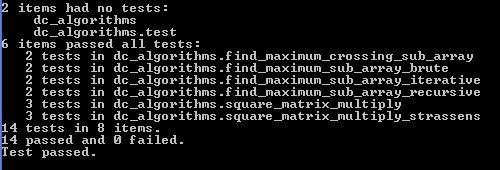 2 items had no tests:
    dc_algorithms
    dc_algorithms.test
6 items passed all tests:
   2 tests in dc_algorithms.find_maximum_crossing_sub_array
   2 tests in dc_algorithms.find_maximum_sub_array_brute
   2 tests in dc_algorithms.find_maximum_sub_array_iterative
   2 tests in dc_algorithms.find_maximum_sub_array_recursive
   3 tests in dc_algorithms.square_matrix_multiply
   3 tests in dc_algorithms.square_matrix_multiply_strassens
14 tests in 8 items.
14 passed and 0 failed.
Test passed.